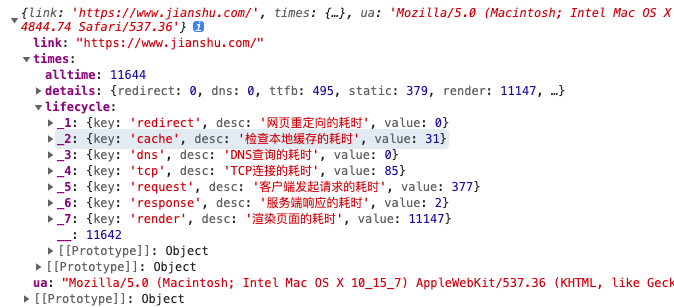 {link: 'https://www.jianshu.com/', times: {…}, ua: 'Mozilla/5.0 (Macintosh; Intel Mac OS X
4844.74 Safari/537.36'} i
link: "https://www.jianshu.com/"
times:
alltime: 11644
details: {redirect: 0, dns: 0, ttfb: 495, static: 379, render: 11147, …}
lifecycle:
_1: {key: 'redirect', desc: '网页重定向的耗时', value: 0}
_2: {key: 'cache', desc: '检查本地缓存的耗时', value: 31}
_3: {key: 'dns', desc: 'DNS查询的耗时', value: 0}
_4: {key: 'tcp', desc: 'TCP连接的耗时', value: 85}
_5: {key: 'request', desc: '客户端发起请求的耗时', value: 377}
_6: {key: 'response', desc: '服务端响应的耗时', value: 2}
_7: {key: 'render', desc: '渲染页面的耗时', value: 11147}
__: 11642
[[Prototype]]: Object
[[Prototype]]: Object
ua: "Mozilla/5.0 (Macintosh; Intel Mac OS X 10_15_7) AppleWebKit/537.36 (KHTML, like Geck
[[Prototype]]: Object